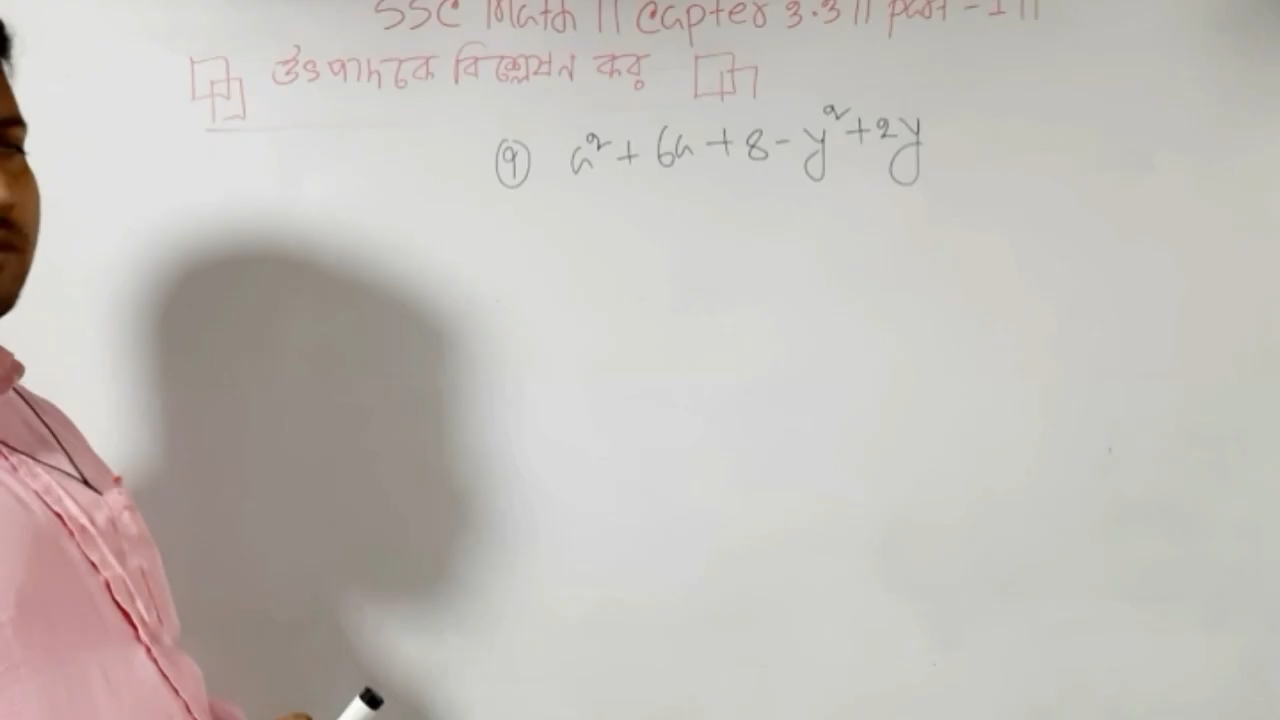 SSC Math || Capter 3.3 || part - 1 ||
উৎপাদকে বিশ্লেষন কর
৭ a² + 6a + 8 - y² + 2y